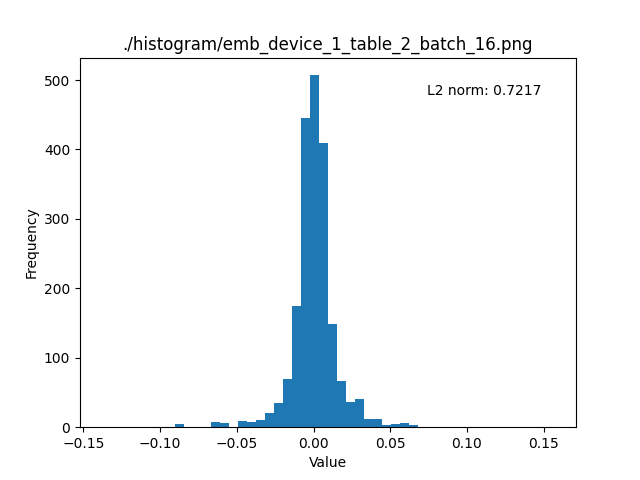 ./histogram/emb_device_1_table_2_batch_16.png
L2 norm: 0.7217
Frequency
500
400
300
200
100
0
−0.15 −0.10 −0.05 0.00 0.05 0.10 0.15
Value